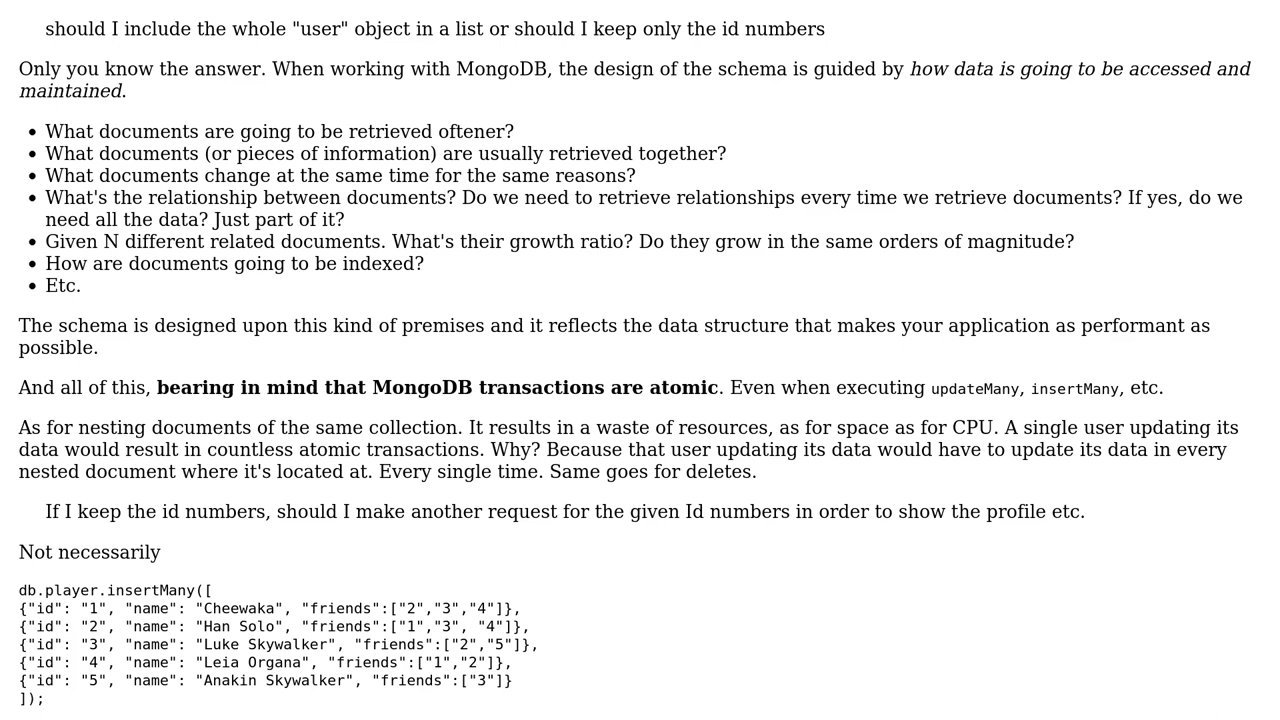 should I include the whole "user" object in a list or should I keep only the id numbers
Only you know the answer. When working with MongoDB, the design of the schema is guided by how data is going to be accessed and
maintained.
• What documents are going to be retrieved oftener?
• What documents (or pieces of information) are usually retrieved together?
• What documents change at the same time for the same reasons?
• What's the relationship between documents? Do we need to retrieve relationships every time we retrieve documents? If yes, do we
need all the data? Just part of it?
• Given N different related documents. What's their growth ratio? Do they grow in the same orders of magnitude?
• How are documents going to be indexed?
• Etc.
The schema is designed upon this kind of premises and it reflects the data structure that makes your application as performant as
possible.
And all of this, bearing in mind that MongoDB transactions are atomic. Even when executing updateMany, insertMany, etc.
As for nesting documents of the same collection. It results in a waste of resources, as for space as for CPU. A single user updating its
data would result in countless atomic transactions. Why? Because that user updating its data would have to update its data in every
nested document where it's located at. Every single time. Same goes for deletes.
If I keep the id numbers, should I make another request for the given Id numbers in order to show the profile etc.
Not necessarily
db.player.insertMany([
{"id": "1", "name": "Cheewaka", "friends":["2","3","4"]},
{"id": "2", "name": "Han Solo", "friends":["1","3", "4"]},
{"id": "3", "name": "Luke Skywalker", "friends":["2","5"]},
{"id": "4", "name": "Leia Organa", "friends":["1","2"]},
{"id": "5", "name": "Anakin Skywalker", "friends":["3"]}
]);